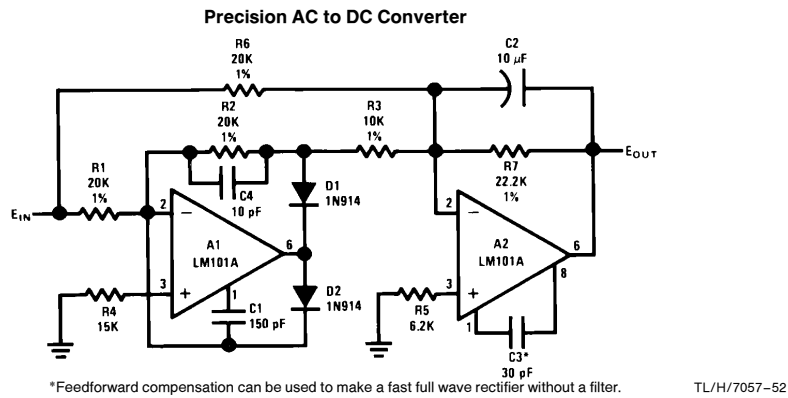 Precision AC to DC Converter
R6
20K
1%
C2
10 μF
R2
20K
1%
R3
10K
1%
EOUT
R1
20K
1%
C4
10 pF
D1
1N914
R7
22.2K
1%
EIN
2
−
A1
LM101A
6
3
+
1
2
−
A2
LM101A
6
8
3
+
1
R4
15K
C1
150 pF
D2
1N914
R5
6.2K
C3*
30 pF
*Feedforward compensation can be used to make a fast full wave rectifier without a filter.
TL/H/7057–52